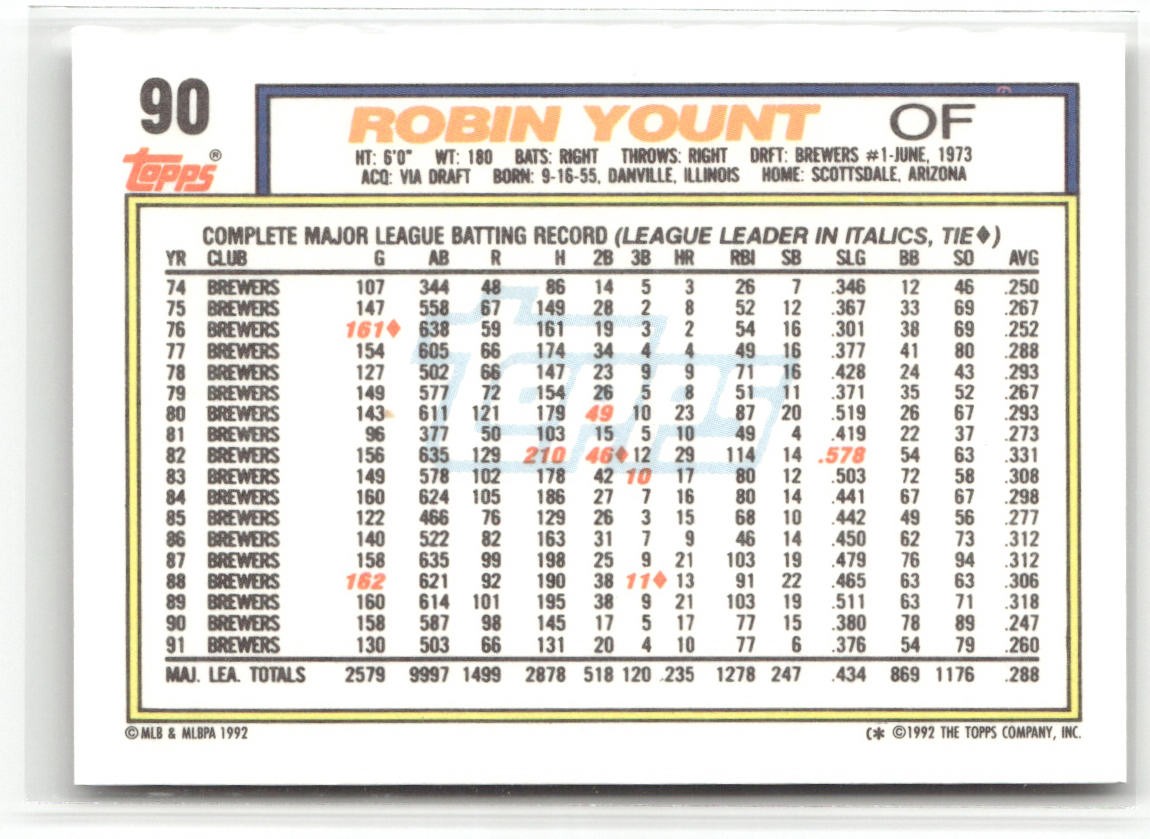 90
ROBIN YOUNT OF
topps®
HT: 6'0" WT: 180 BATS: RIGHT THROWS: RIGHT DRFT: BREWERS #1-JUNE, 1973
ACQ: VIA DRAFT BORN: 9-16-55, DANVILLE, ILLINOIS HOME: SCOTTSDALE, ARIZONA
COMPLETE MAJOR LEAGUE BATTING RECORD (LEAGUE LEADER IN ITALICS, TIE♦)
YR CLUB G AB R H 2B 3B HR RBI SB SLG BB SO AVG
74 BREWERS 107 344 48 86 14 5 3 26 7 .346 12 46 .250
75 BREWERS 147 558 67 149 28 2 8 52 12 .367 33 69 .267
76 BREWERS 161♦ 638 59 161 19 3 2 54 16 .301 38 69 .252
77 BREWERS 154 605 66 174 34 4 4 49 16 .377 41 80 .288
78 BREWERS 127 502 66 147 23 9 9 71 16 .428 24 43 .293
79 BREWERS 149 577 72 154 26 5 8 51 11 .371 35 52 .267
80 BREWERS 143 611 121 179 49 10 23 87 20 .519 26 67 .293
81 BREWERS 96 377 50 103 15 5 10 49 4 .419 22 37 .273
82 BREWERS 156 635 129 210 46♦ 12 29 114 14 .578 54 63 .331
83 BREWERS 149 578 102 178 42 10 17 80 12 .503 72 58 .308
84 BREWERS 160 624 105 186 27 7 16 80 14 .441 67 67 .298
85 BREWERS 122 466 76 129 26 3 15 68 10 .442 49 56 .277
86 BREWERS 140 522 82 163 31 7 9 46 14 .450 62 73 .312
87 BREWERS 158 635 99 198 25 9 21 103 19 .479 76 94 .312
88 BREWERS 162 621 92 190 38 11♦ 13 91 22 .465 63 63 .306
89 BREWERS 160 614 101 195 38 9 21 103 19 .511 63 71 .318
90 BREWERS 158 587 98 145 17 5 17 77 15 .380 78 89 .247
91 BREWERS 130 503 66 131 20 4 10 77 6 .376 54 79 .260
MAJ. LEA. TOTALS 2579 9997 1499 2878 518 120 235 1278 247 .434 869 1176 .288
topps
©MLB & MLBPA 1992 (* ©1992 THE TOPPS COMPANY, INC.